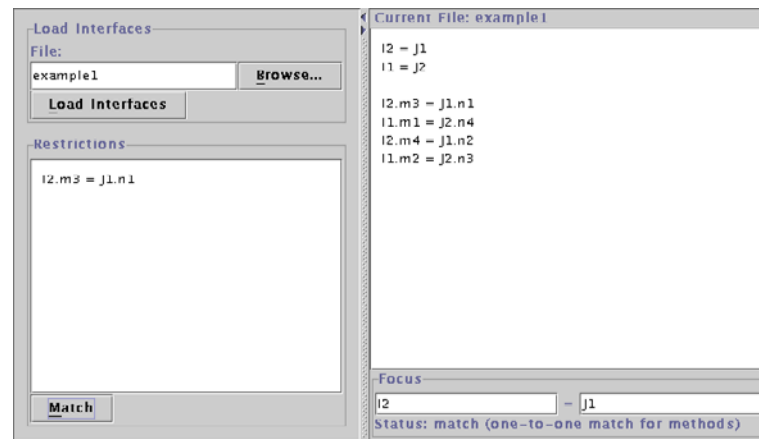 Load Interfaces
File:
example1
Browse...
Load Interfaces
Restrictions
I2.m3 = J1.n1
Match
Current File: example1
I2 = J1
I1 = J2
I2.m3 = J1.n1
I1.m1 = J2.n4
I2.m4 = J1.n2
I1.m2 = J2.n3
Focus
I2 = J1
Status: match (one-to-one match for methods)